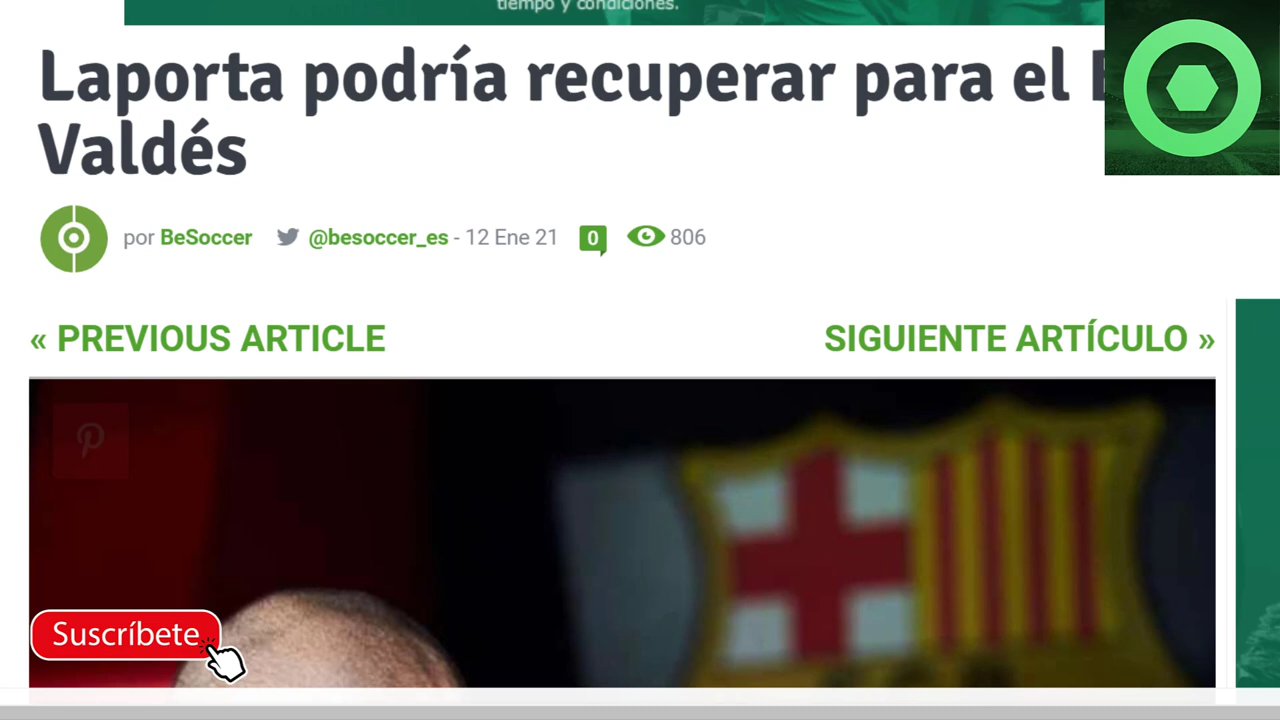 tiempo y condiciones.
Laporta podría recuperar para el
Valdés
por BeSoccer @besoccer_es - 12 Ene 21 0 806
« PREVIOUS ARTICLE SIGUIENTE ARTÍCULO »
Suscríbete